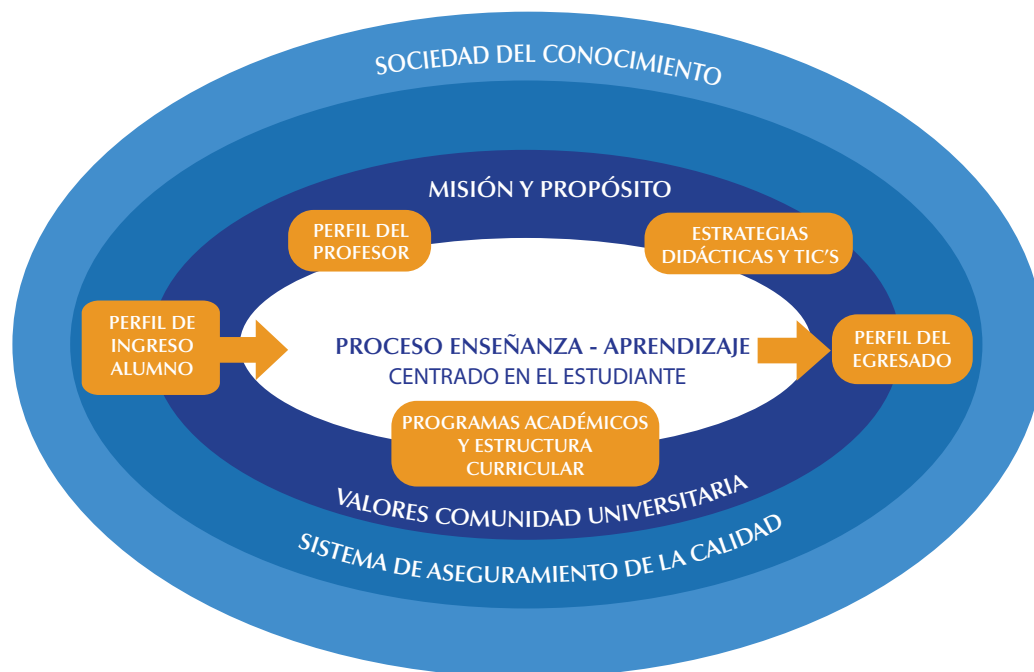 SOCIEDAD DEL CONOCIMIENTO
MISIÓN Y PROPÓSITO
PERFIL DEL
PROFESOR
ESTRATEGIAS
DIDÁCTICAS Y TIC'S
PERFIL DE
INGRESO
ALUMNO
PROCESO ENSEÑANZA - APRENDIZAJE
CENTRADO EN EL ESTUDIANTE
PERFIL DEL
EGRESADO
PROGRAMAS ACADÉMICOS
Y ESTRUCTURA
CURRICULAR
VALORES COMUNIDAD UNIVERSITARIA
SISTEMA DE ASEGURAMIENTO DE LA CALIDAD